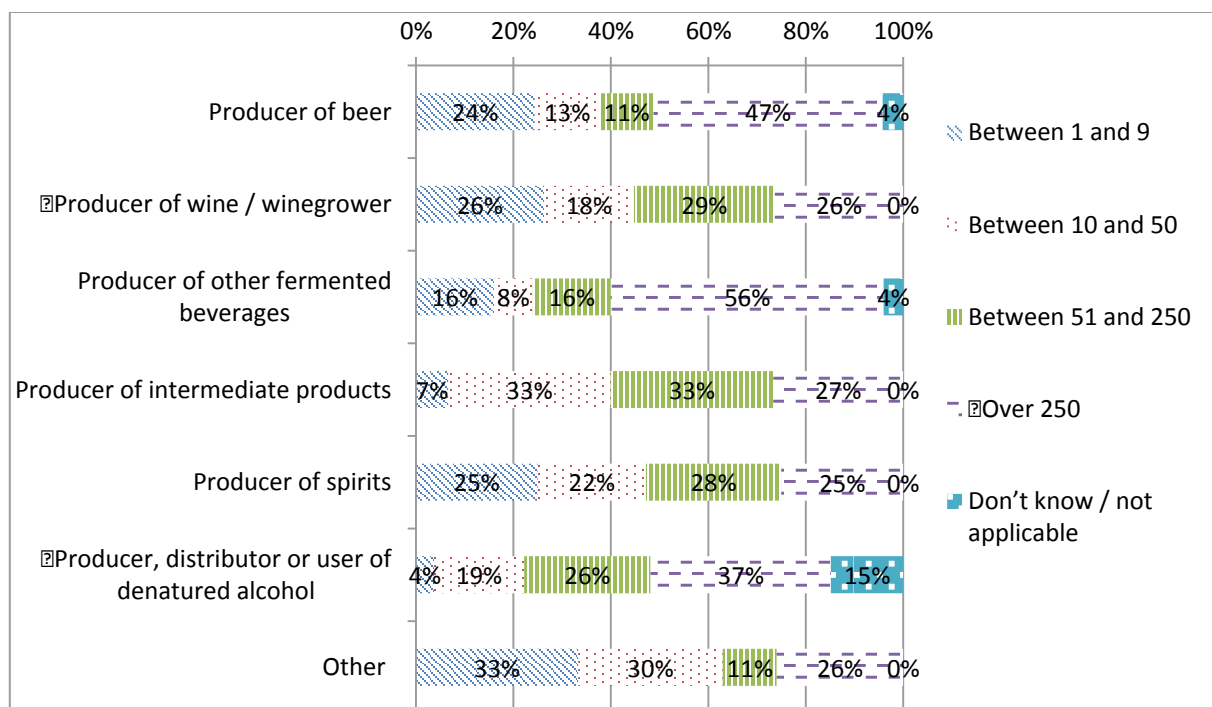 0% 20% 40% 60% 80% 100%
Producer of beer
24% 13% 11% 47% 4%
Producer of wine / winegrower
26% 18% 29% 26% 0%
Producer of other fermented
beverages
16% 8% 16% 56% 4%
Producer of intermediate products
7% 33% 33% 27% 0%
Producer of spirits
25% 22% 28% 25% 0%
Producer, distributor or user of
denatured alcohol
4% 19% 26% 37% 15%
Other
33% 30% 11% 26% 0%
Between 1 and 9
Between 10 and 50
Between 51 and 250
Over 250
Don’t know / not
applicable